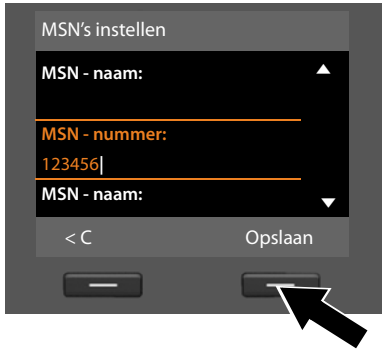 MSN's instellen
MSN - naam:
MSN - nummer:
123456
MSN - naam:
< C Opslaan